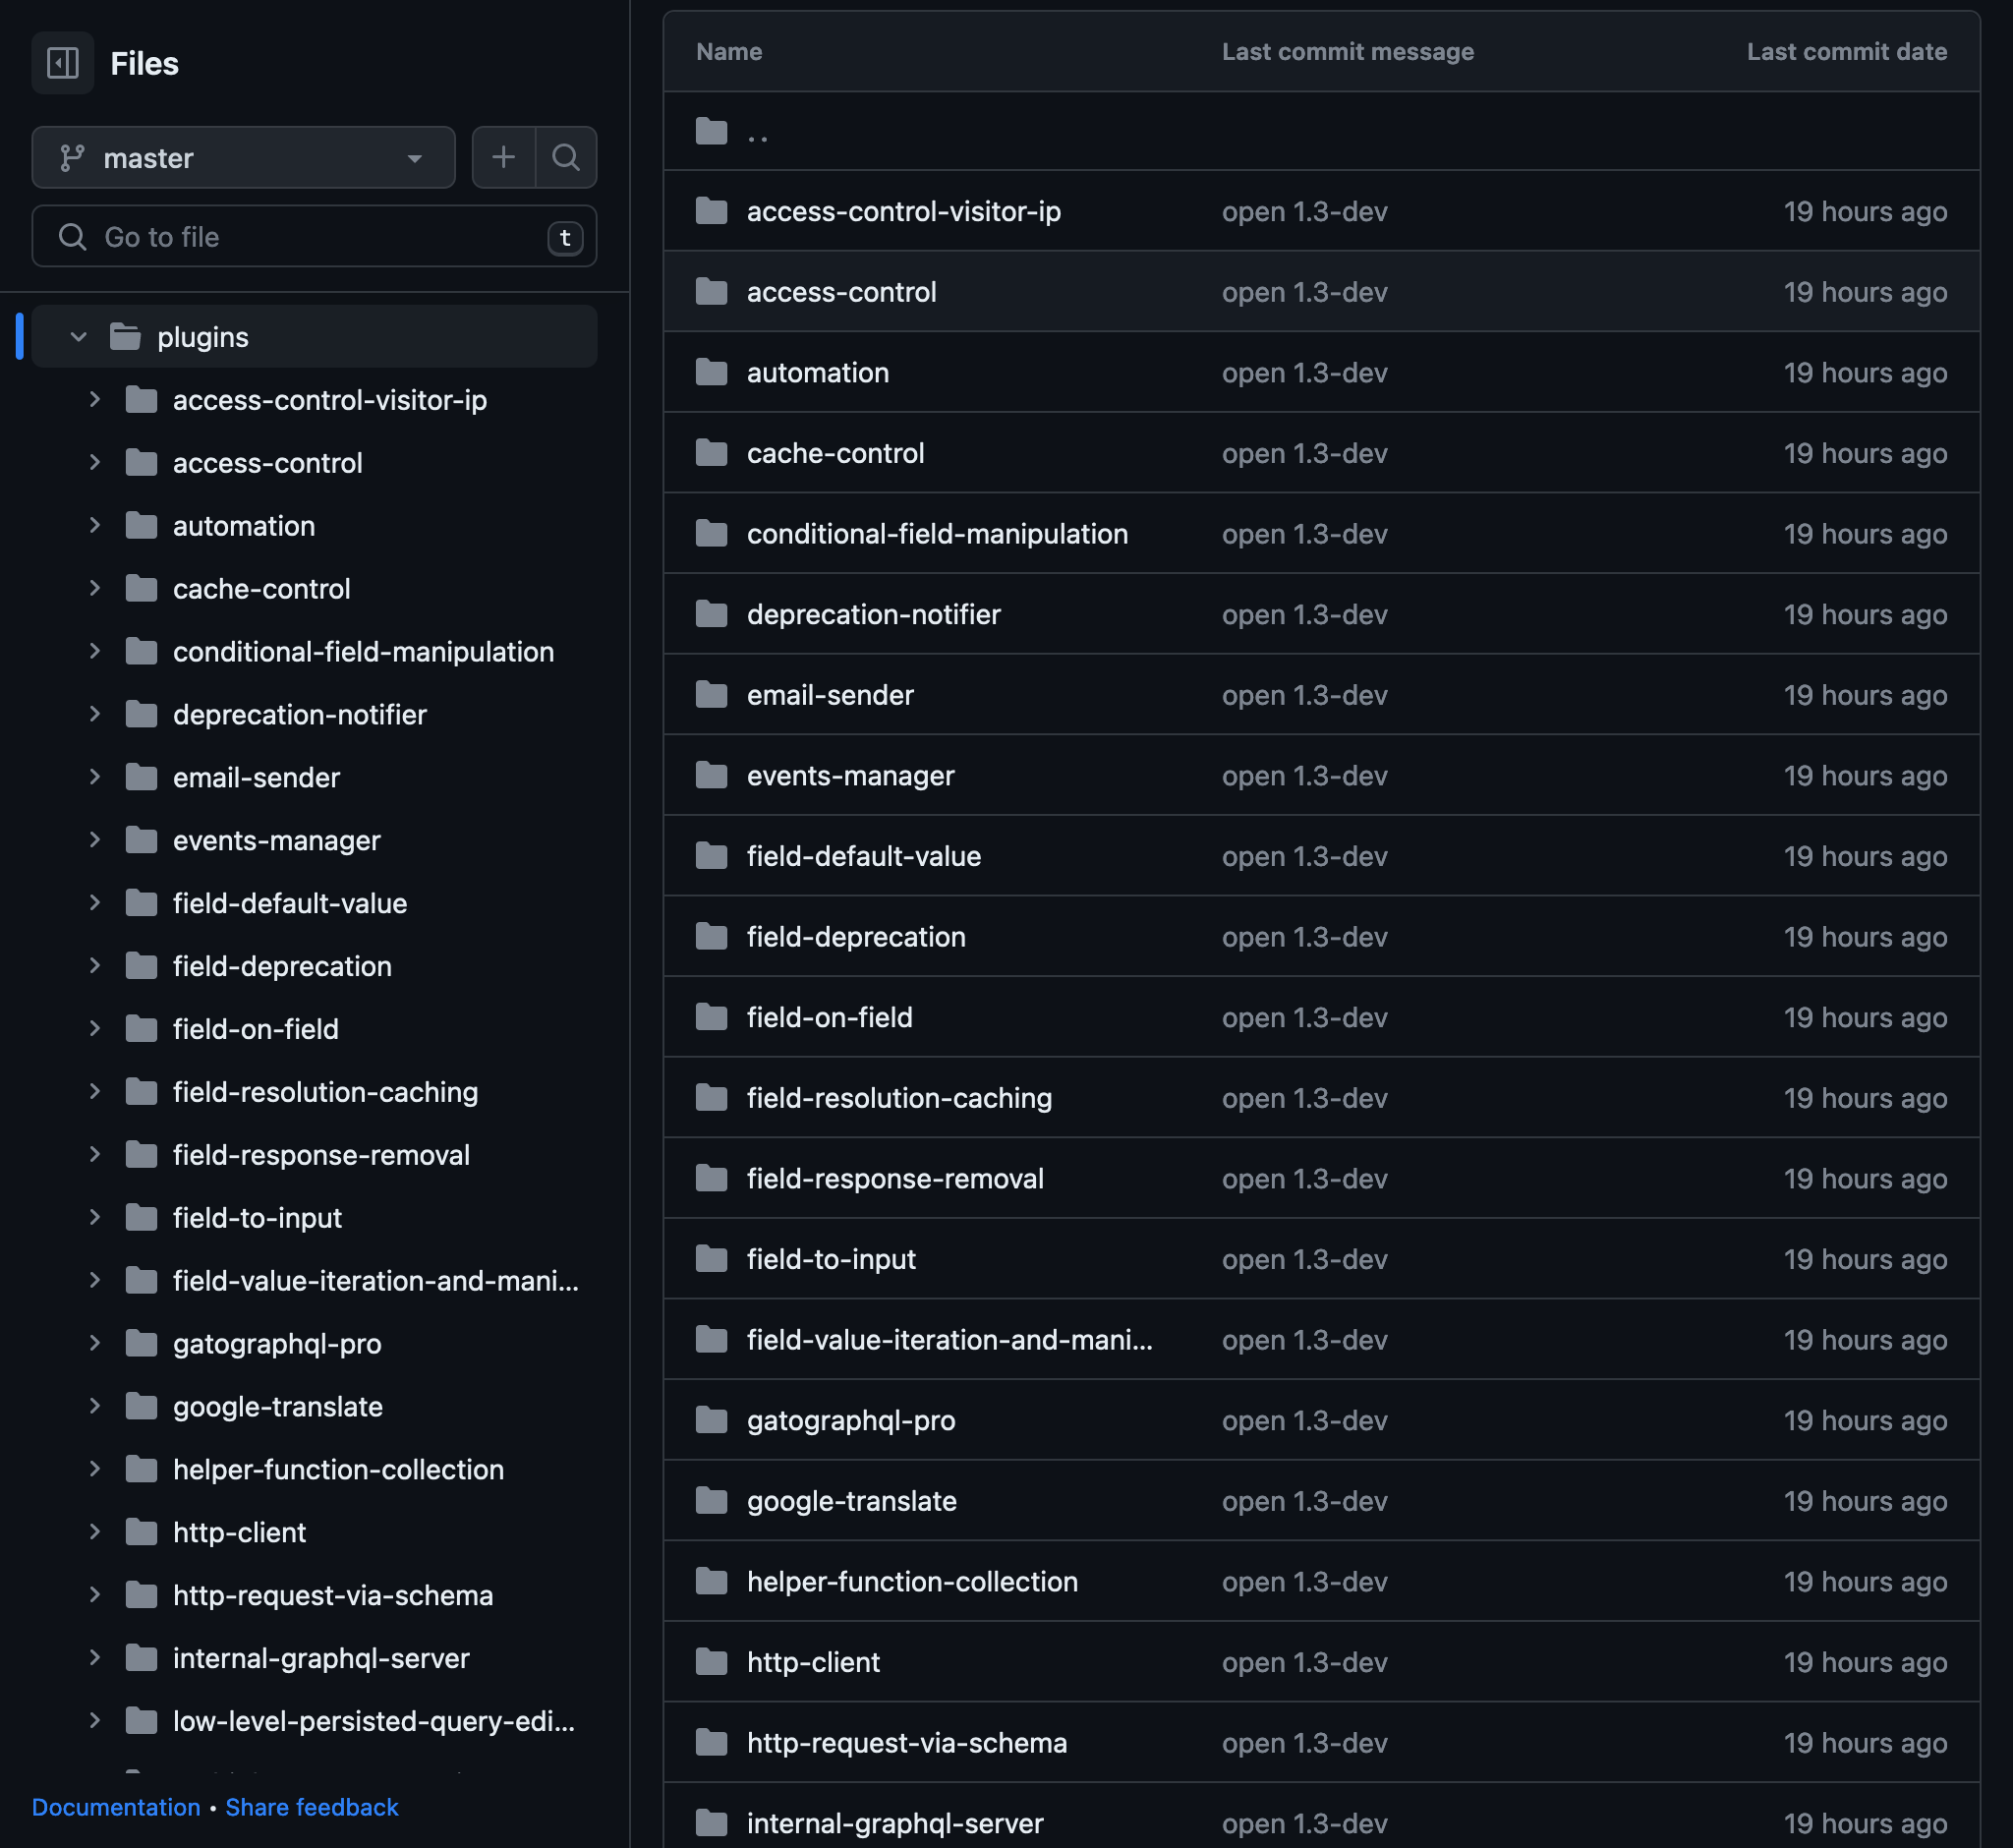 Files
master
Go to file
t
plugins
access-control-visitor-ip
access-control
automation
cache-control
conditional-field-manipulation
deprecation-notifier
email-sender
events-manager
field-default-value
field-deprecation
field-on-field
field-resolution-caching
field-response-removal
field-to-input
field-value-iteration-and-mani...
gatographql-pro
google-translate
helper-function-collection
http-client
http-request-via-schema
internal-graphql-server
low-level-persisted-query-edi...
Documentation • Share feedback
Name Last commit message Last commit date
..
access-control-visitor-ip open 1.3-dev 19 hours ago
access-control open 1.3-dev 19 hours ago
automation open 1.3-dev 19 hours ago
cache-control open 1.3-dev 19 hours ago
conditional-field-manipulation open 1.3-dev 19 hours ago
deprecation-notifier open 1.3-dev 19 hours ago
email-sender open 1.3-dev 19 hours ago
events-manager open 1.3-dev 19 hours ago
field-default-value open 1.3-dev 19 hours ago
field-deprecation open 1.3-dev 19 hours ago
field-on-field open 1.3-dev 19 hours ago
field-resolution-caching open 1.3-dev 19 hours ago
field-response-removal open 1.3-dev 19 hours ago
field-to-input open 1.3-dev 19 hours ago
field-value-iteration-and-mani... open 1.3-dev 19 hours ago
gatographql-pro open 1.3-dev 19 hours ago
google-translate open 1.3-dev 19 hours ago
helper-function-collection open 1.3-dev 19 hours ago
http-client open 1.3-dev 19 hours ago
http-request-via-schema open 1.3-dev 19 hours ago
internal-graphql-server open 1.3-dev 19 hours ago